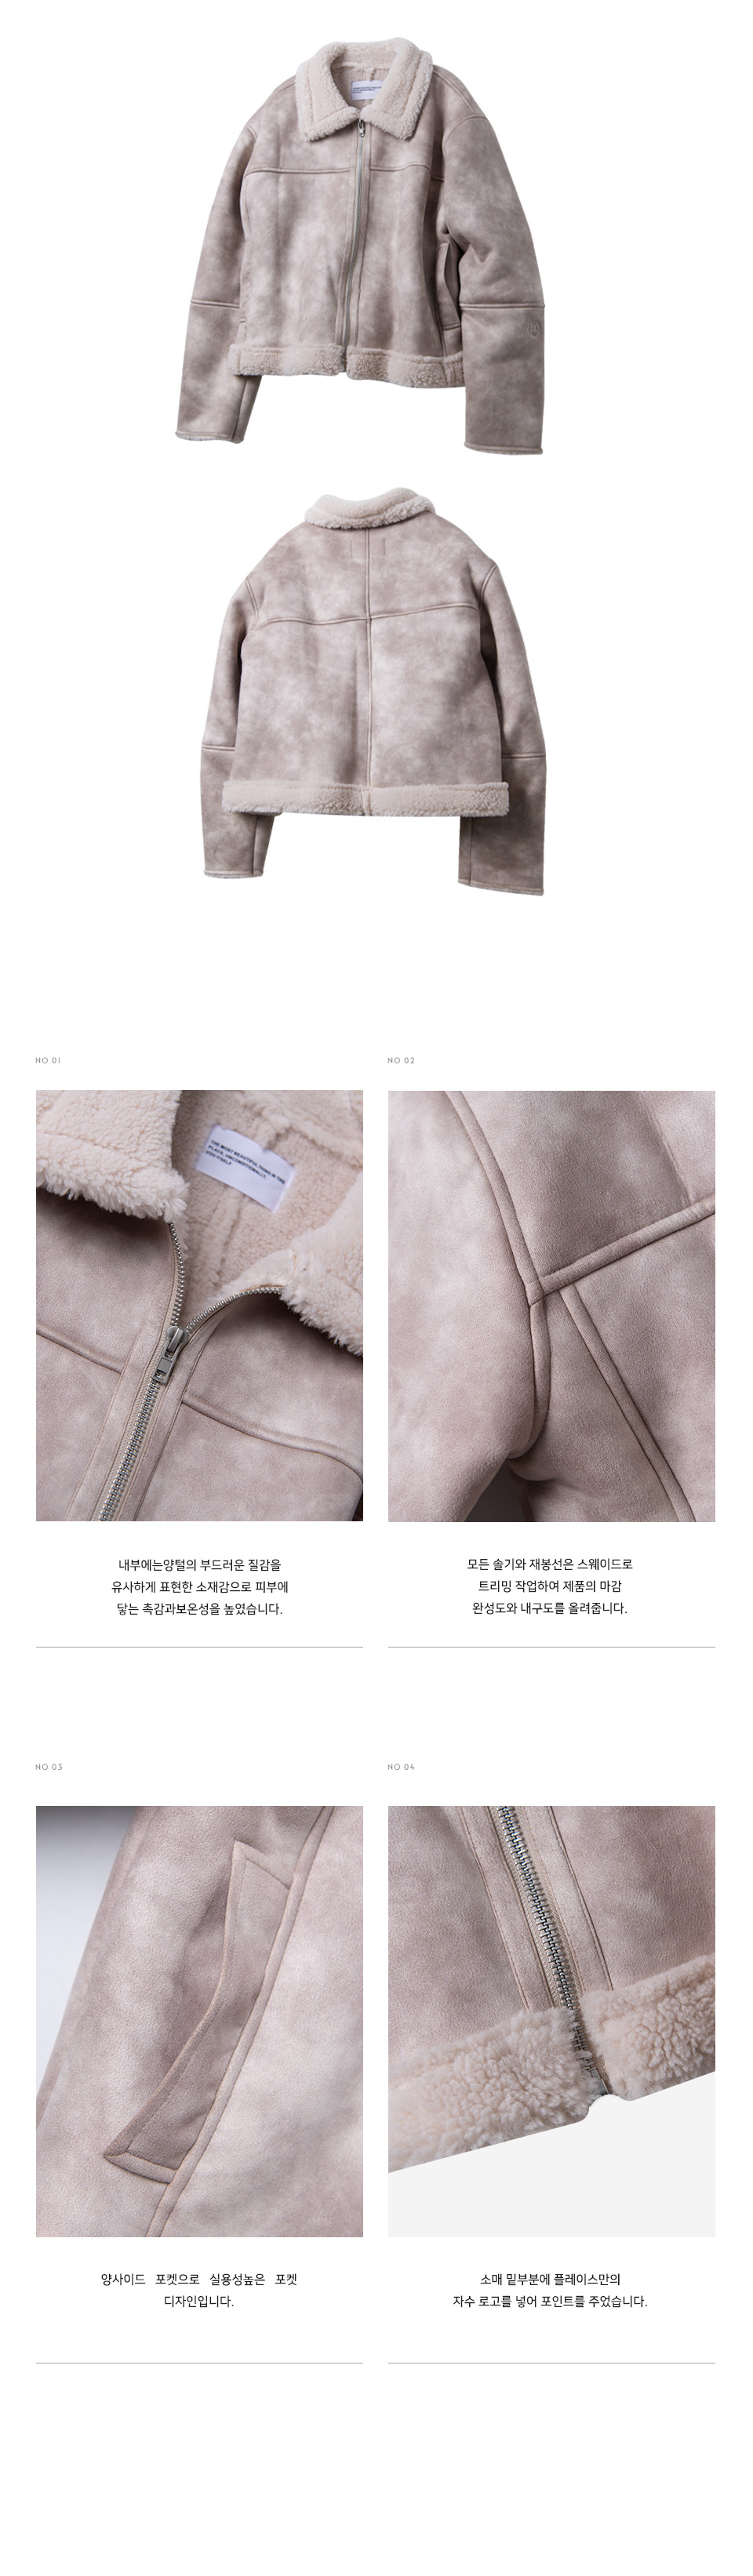 NO 01
NO 02
THE MOST BEAUTIFUL THING IN THE
PLACE, UNCONDITIONALLY,
YOU ITSELF
내부에는양털의 부드러운 질감을
유사하게 표현한 소재감으로 피부에
닿는 촉감과보온성을 높였습니다.
모든 솔기와 재봉선은 스웨이드로
트리밍 작업하여 제품의 마감
완성도와 내구도를 올려줍니다.
NO 03
NO 04
양사이드 포켓으로 실용성높은 포켓
디자인입니다.
소매 밑부분에 플레이스만의
자수 로고를 넣어 포인트를 주었습니다.